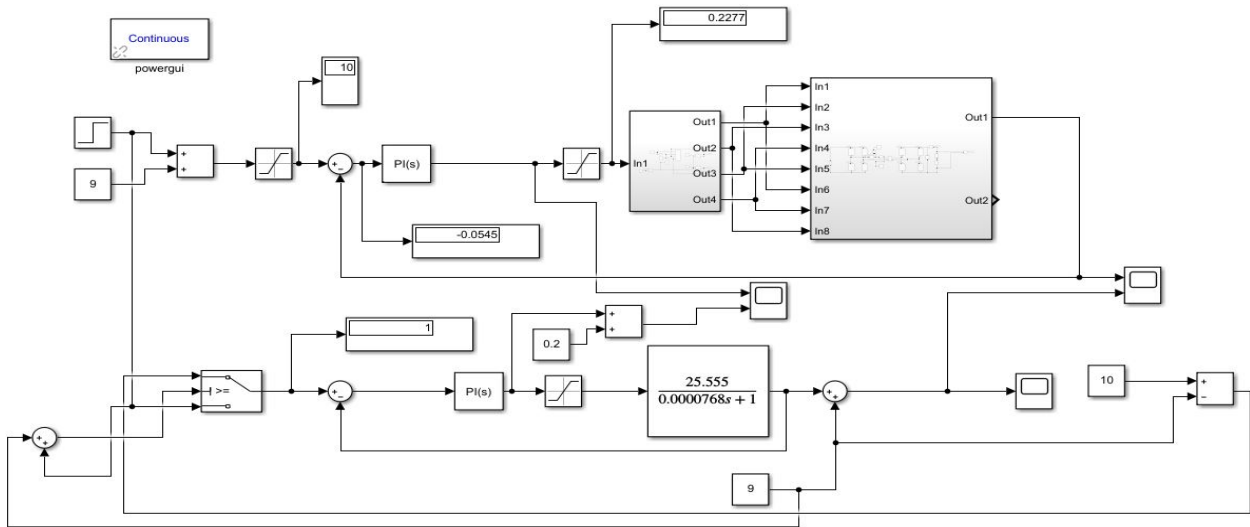 Continuous
powergui
0.2277
10
9
+
+
+
−
PI(s)
-0.0545
In1
Out1
Out2
Out3
Out4
In1
In2
In3
In4
In5
In6
In7
In8
Out1
Out2
+
+
0.2
1
>=
+
−
PI(s)
25.555
0.0000768s + 1
+
+
10
+
−
+
+
9